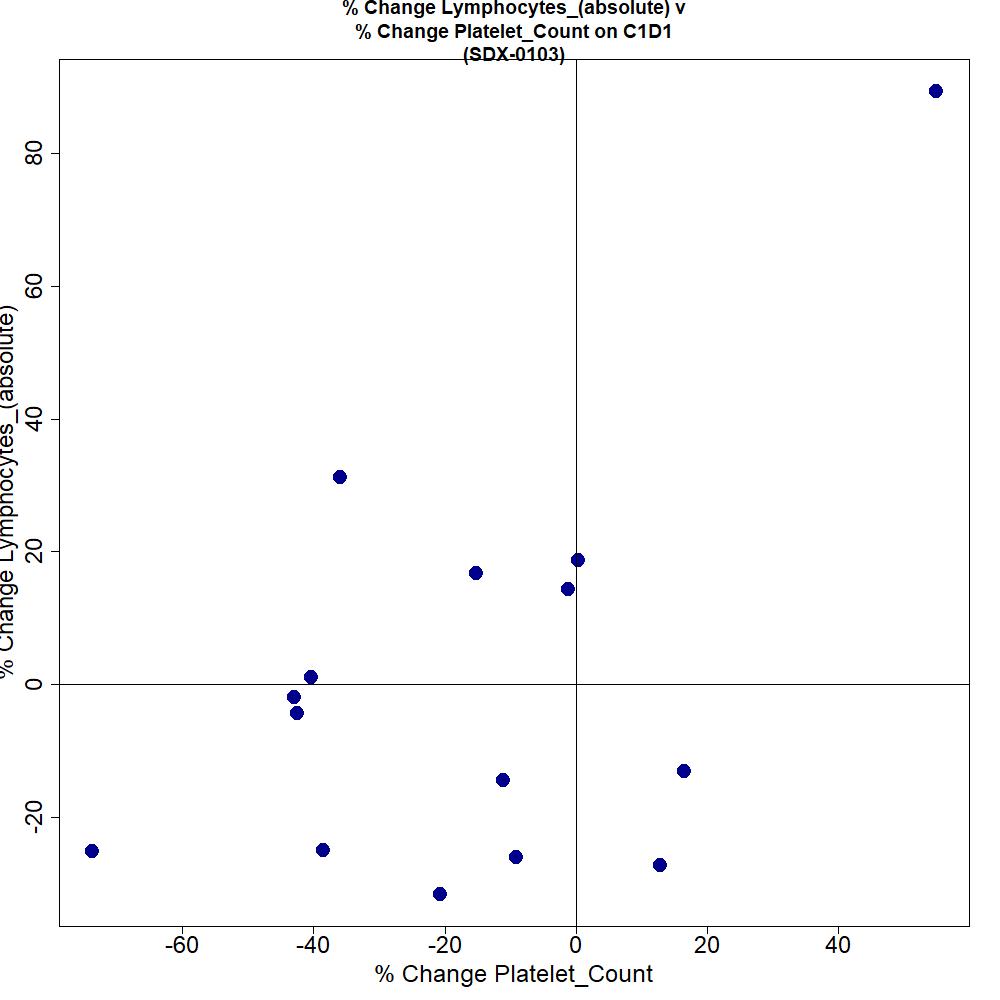 % Change Lymphocytes_(absolute) v
% Change Platelet_Count on C1D1
(SDX-0103)
% Change Lymphocytes_(absolute)
80
60
40
20
0
-20
-60
-40
-20
0
20
40
% Change Platelet_Count